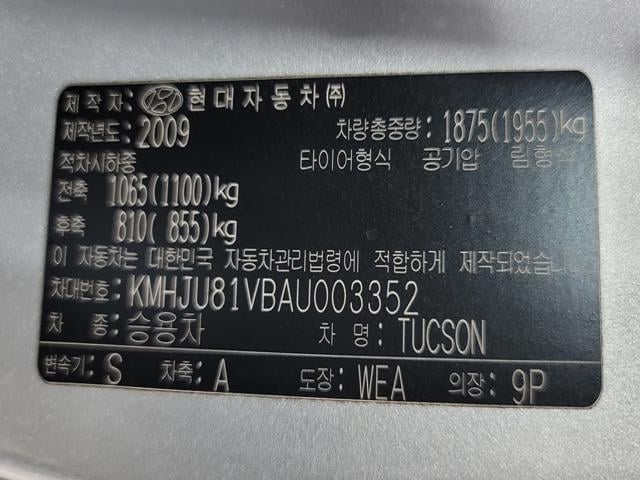 제작자: 현대자동차㈜
제작년도: 2009 차량총중량: 1875(1955)kg
적차시하중 타이어형식 공기압 림형
전축 1065(1100)kg
후축 810( 855)kg
이 자동차는 대한민국 자동차관리법령에 적합하게 제작되었습니
차대번호: KMHJU81VBAU003352
차 종: 승용차 차 명: TUCSON
변속기: S 차축: A 도장: WEA 의장: 9P